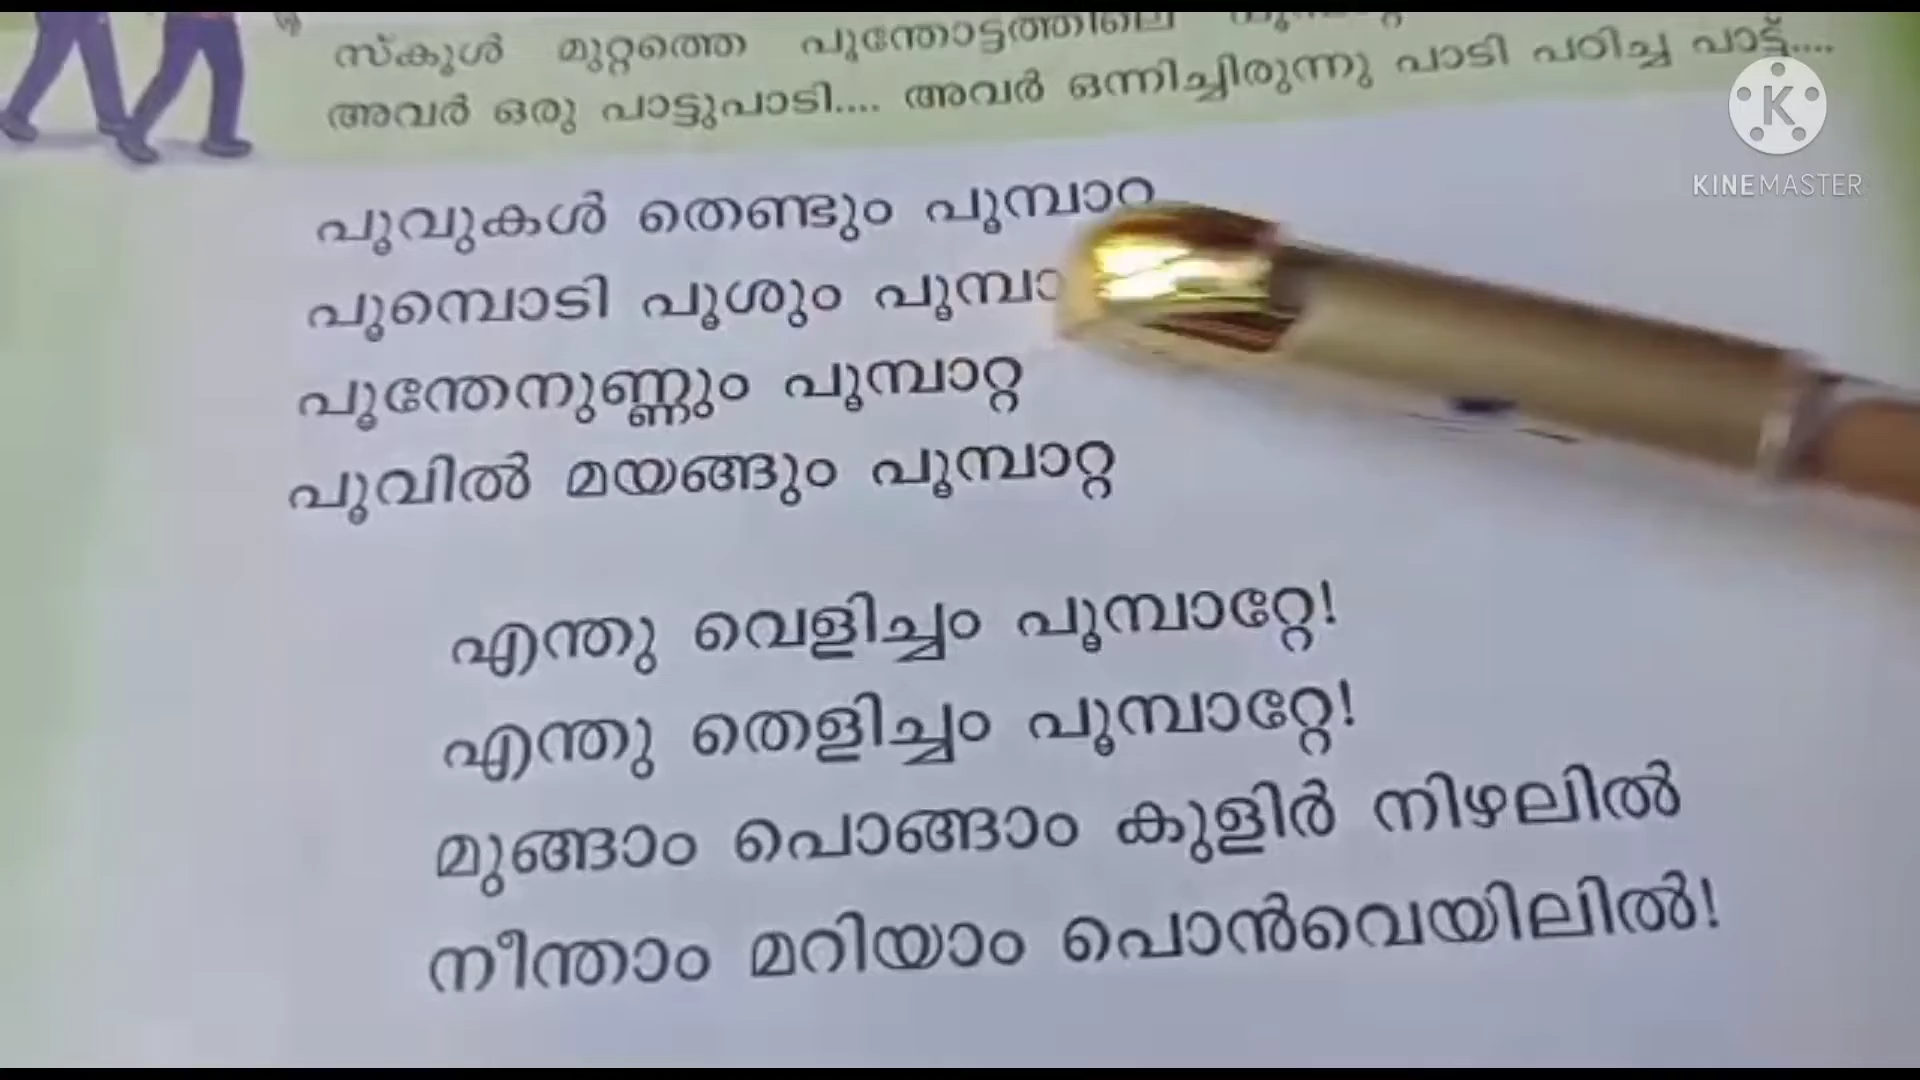 സ്കൂൾ മുറ്റത്തെ പൂന്തോട്ടത്തിലെ
അവർ ഒരു പാട്ടുപാടി.... അവർ ഒന്നിച്ചിരുന്നു പാടി പഠിച്ച പാട്ട്....
KINEMASTER
പൂവുകൾ തെണ്ടും പൂമ്പാറ്റ
പൂമ്പൊടി പൂശും
പൂന്തേനുണ്ണും പൂമ്പാറ്റ
പൂവിൽ മയങ്ങും പൂമ്പാറ്റ
എന്തു വെളിച്ചം പൂമ്പാറ്റേ!
എന്തു തെളിച്ചം പൂമ്പാറ്റേ!
മുങ്ങാം പൊങ്ങാം കുളിർ നിഴലിൽ
നീന്താം മറിയാം പൊൻവെയിലിൽ!